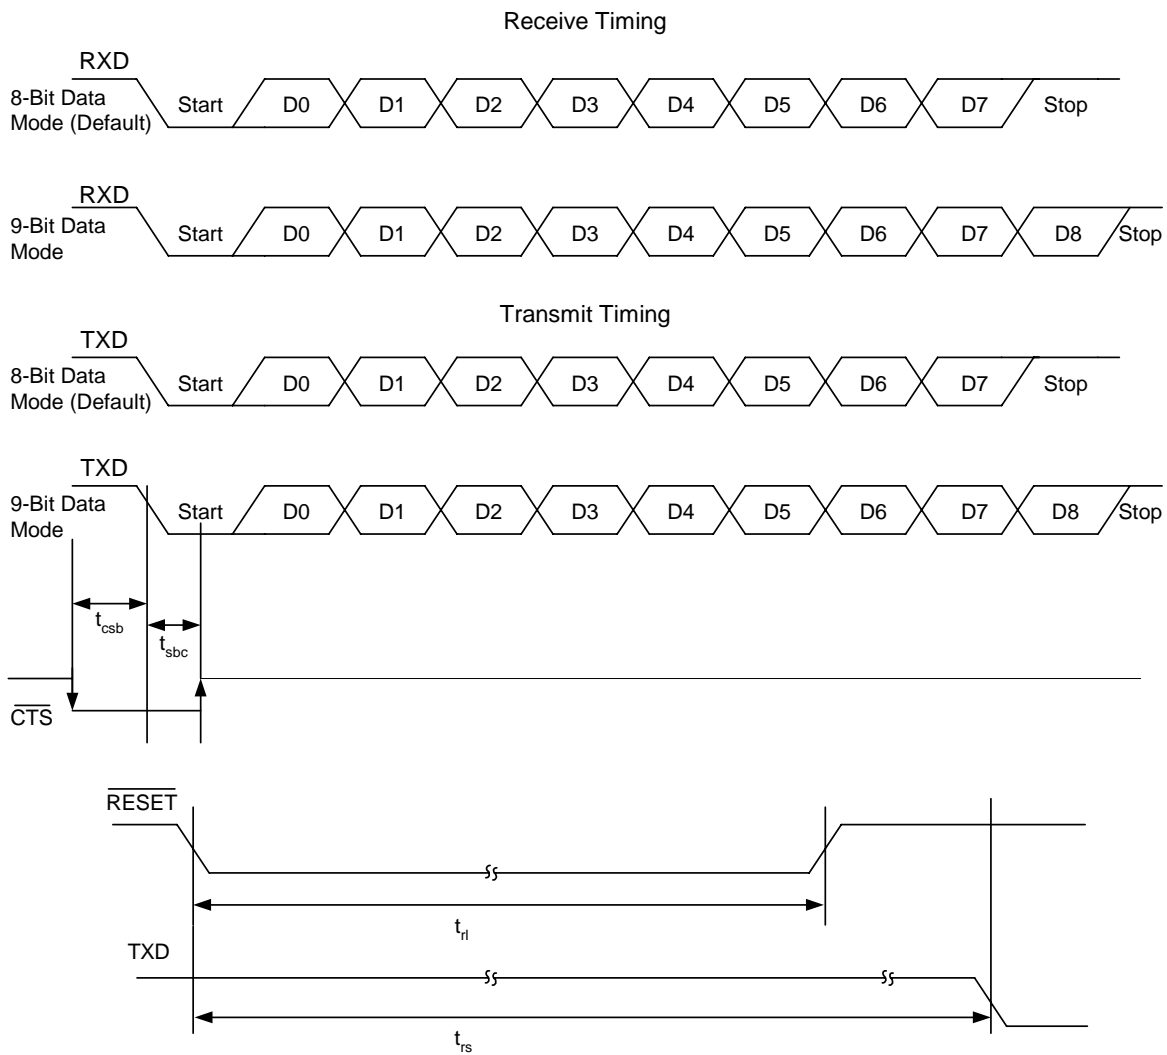 Receive Timing
RXD
8-Bit Data
Mode (Default)
Start D0 D1 D2 D3 D4 D5 D6 D7 Stop
RXD
9-Bit Data
Mode
Start D0 D1 D2 D3 D4 D5 D6 D7 D8 Stop
Transmit Timing
TXD
8-Bit Data
Mode (Default)
Start D0 D1 D2 D3 D4 D5 D6 D7 Stop
TXD
9-Bit Data
Mode
Start D0 D1 D2 D3 D4 D5 D6 D7 D8 Stop
tcsb
tsbc
CTS
RESET
trl
TXD
trs